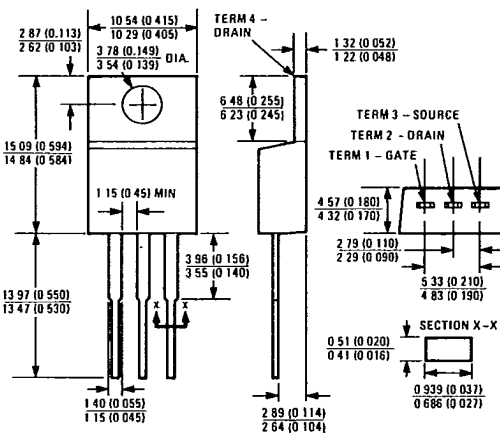 10 54 (0 415)
10 29 (0 405)
TERM 4 -
DRAIN
2 87 (0.113)
2 62 (0 103)
3 78 (0.149)
3 54 (0 139)
DIA.
1 32 (0 052)
1 22 (0 048)
6 48 (0 255)
6 23 (0 245)
TERM 3 - SOURCE
TERM 2 - DRAIN
TERM 1 - GATE
15 09 (0 594)
14 84 (0 584)
1 15 (0 45) MIN
4 57 (0 180)
4 32 (0 170)
2 79 (0 110)
2 29 (0 090)
3 96 (0 156)
3 55 (0 140)
5 33 (0 210)
4 83 (0 190)
13 97 (0 550)
13 47 (0 530)
X X
SECTION X-X
0 51 (0 020)
0 41 (0 016)
0 939 (0 037)
0 686 (0 027)
1 40 (0 055)
1 15 (0 045)
2 89 (0 114)
2 64 (0 104)